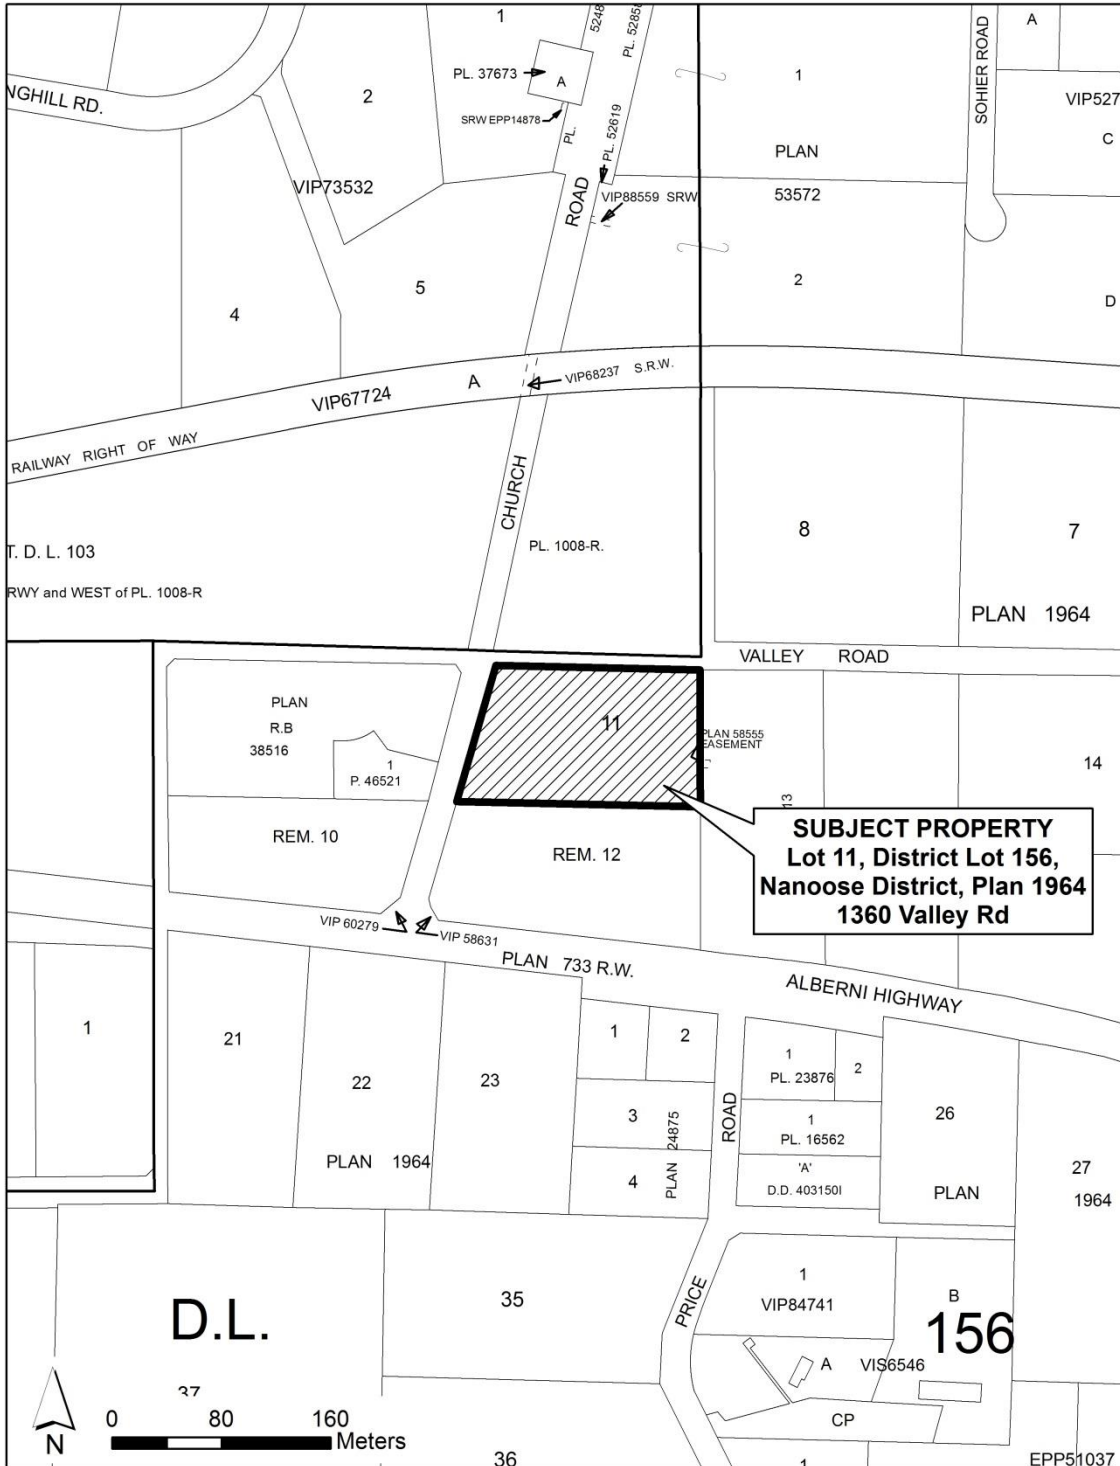 1
5248
PL. 52850
A
SOHIER ROAD
PL. 37673
A
1
NGHILL RD.
2
VIP527
SRW EPP14878
PL.
PL. 52619
C
PLAN
VIP73532
ROAD
VIP88559 SRW
53572
5
2
4
D
VIP68237 S.R.W.
A
VIP67724
RAILWAY RIGHT OF WAY
CHURCH
8
7
T. D. L. 103
PL. 1008-R.
RWY and WEST of PL. 1008-R
PLAN 1964
VALLEY ROAD
PLAN
R.B
38516
11
PLAN 58555
EASEMENT
1
P. 46521
14
13
REM. 10
REM. 12
SUBJECT PROPERTY
Lot 11, District Lot 156,
Nanoose District, Plan 1964
1360 Valley Rd
VIP 60279
VIP 58631
PLAN 733 R.W.
ALBERNI HIGHWAY
1
21
22
23
1
2
1
PL. 23876
2
3
PLAN 24875
ROAD
1
PL. 16562
26
4
'A'
D.D. 403150I
PLAN 1964
PLAN
27
1964
35
PRICE
1
VIP84741
B
D.L.
156
A
VIS6546
37
CP
0 80 160
Meters
N
36
1
EPP51037